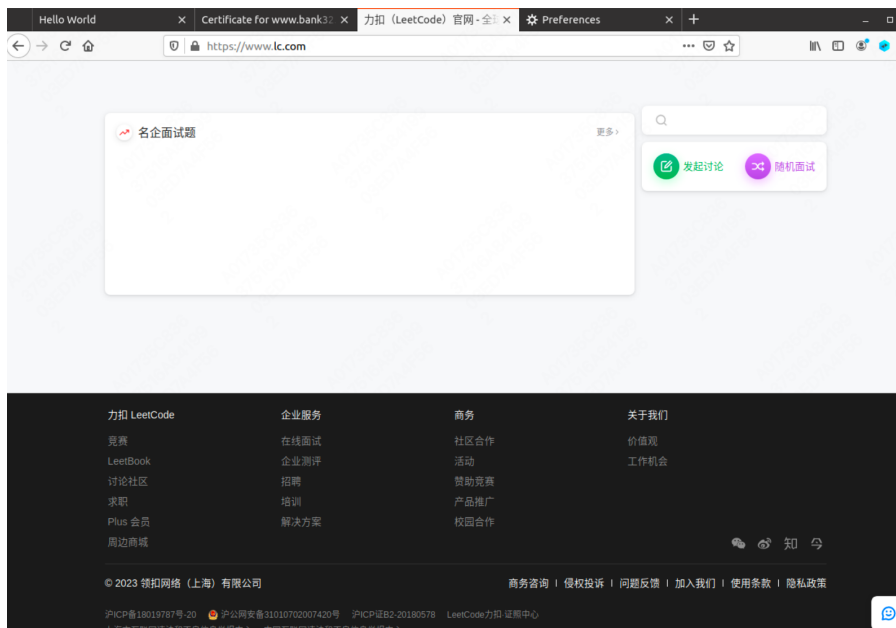 Hello World
Certificate for www.bank32
力扣（LeetCode）官网 - 全
Preferences
https://www.lc.com
名企面试题
更多
发起讨论
随机面试
力扣 LeetCode 企业服务 商务 关于我们
竞赛 在线面试 社区合作 价值观
LeetBook 企业测评 活动 工作机会
讨论社区 招聘 赞助竞赛
求职 培训 产品推广
Plus 会员 解决方案 校园合作
周边商城
知
© 2023 领扣网络（上海）有限公司 商务咨询 | 侵权投诉 | 问题反馈 | 加入我们 | 使用条款 | 隐私政策
沪ICP备18019787号-20 沪公网安备31010702007420号 沪ICP证B2-20180578 LeetCode力扣·证照中心